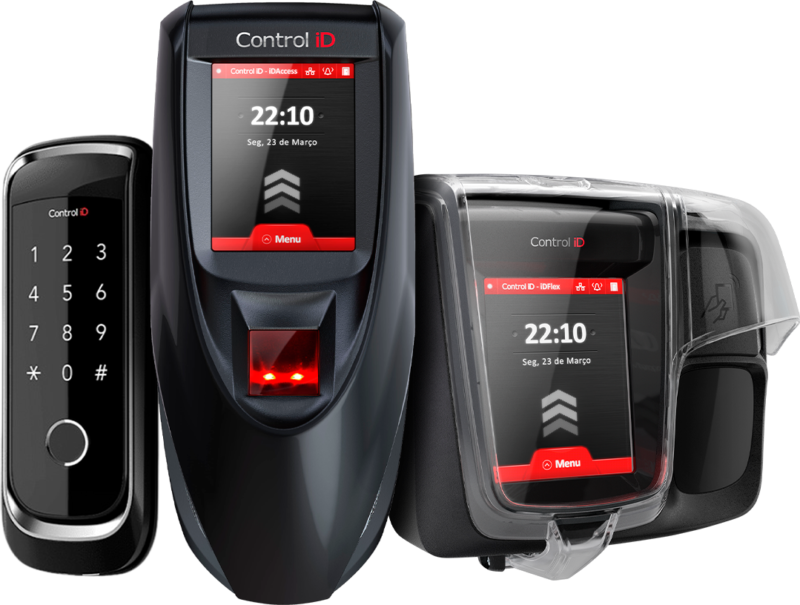 Control iD
1 2 3
4 5 6
7 8 9
* 0 #
Control iD
Control iD - iDAccess
22:10
Seg, 23 de Março
Menu
Control iD
Control iD - iDFlex
22:10
Seg, 23 de Março
Menu